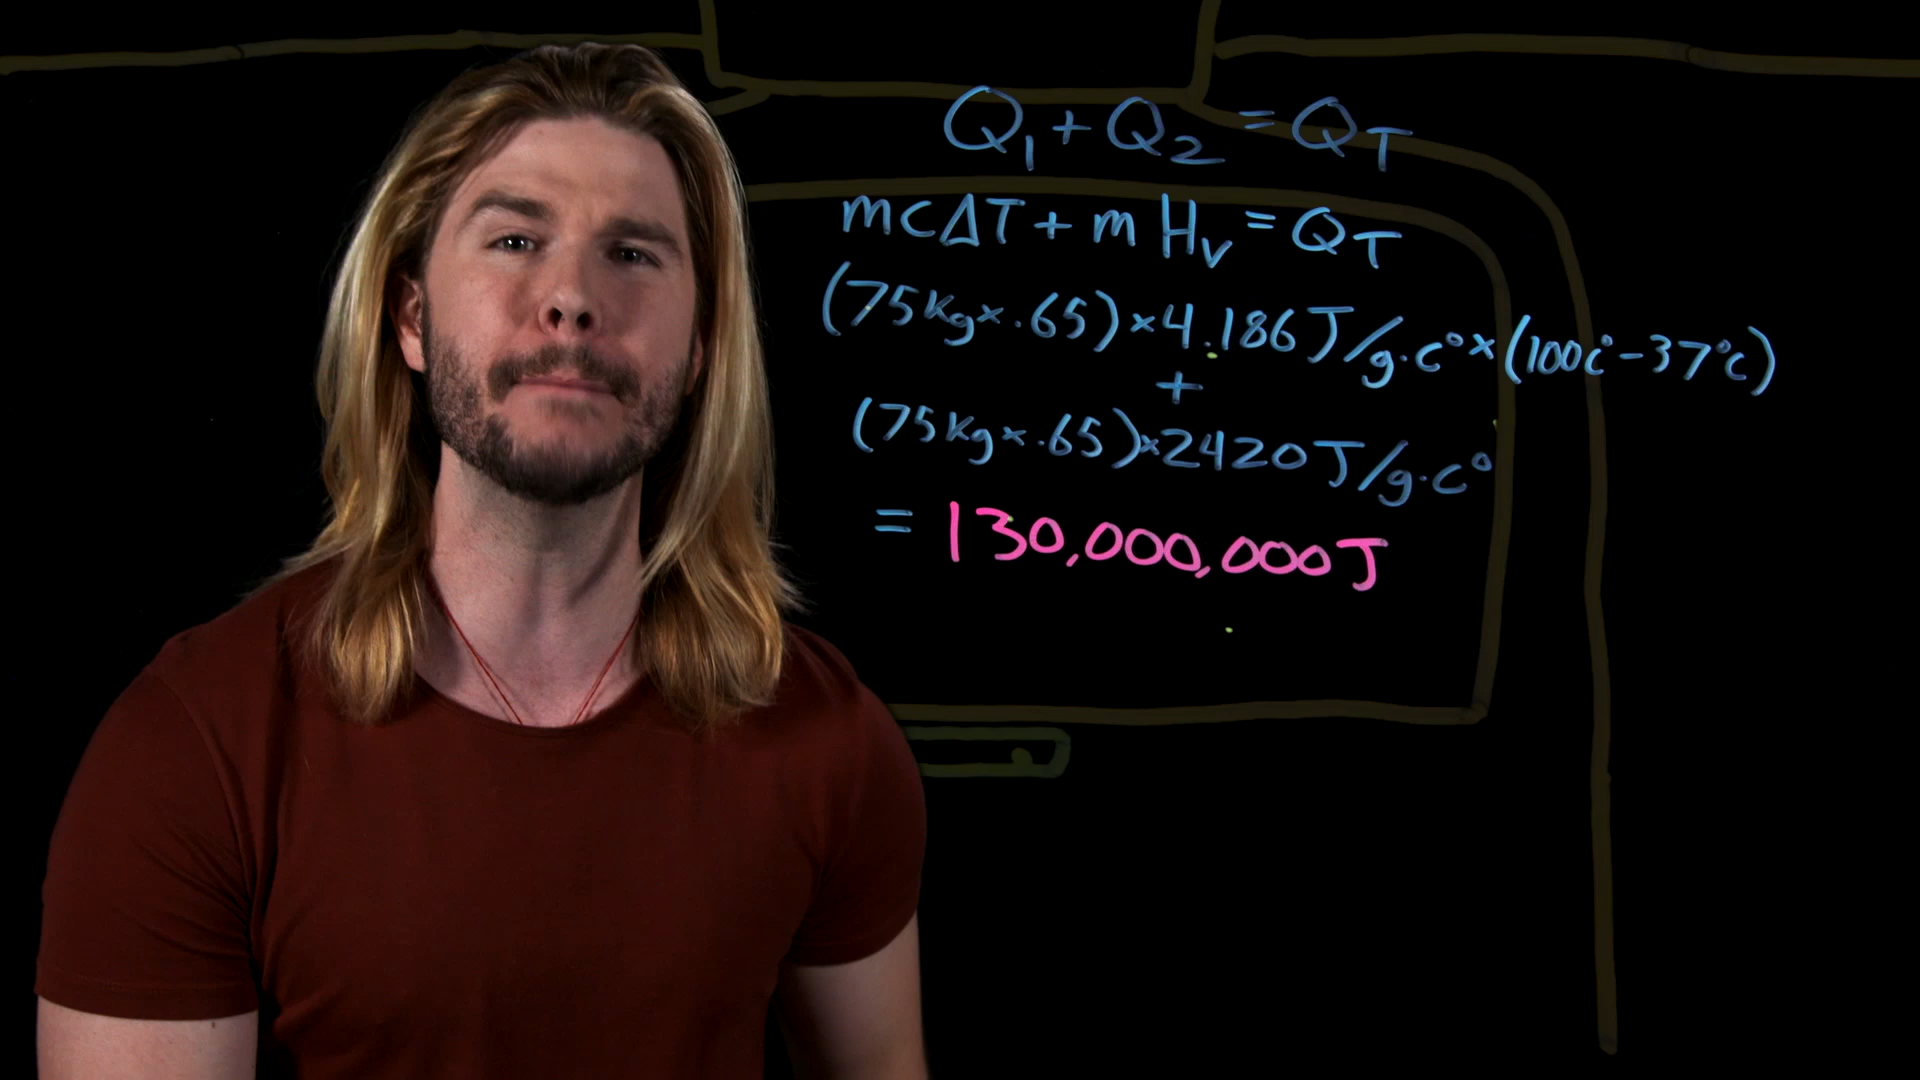 Q₁ + Q₂ = QT
mcΔT + m Hv = QT
(75kg × .65) × 4.186 J/g·c° × (100c° - 37°c)
+
(75kg × .65) × 2420 J/g·c°
= 130,000,000 J